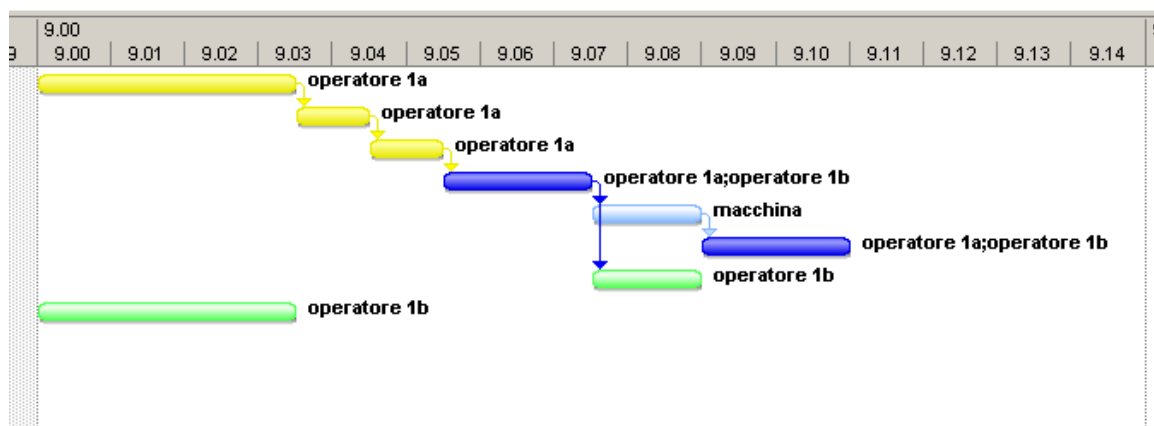 9.00
9 9.00 9.01 9.02 9.03 9.04 9.05 9.06 9.07 9.08 9.09 9.10 9.11 9.12 9.13 9.14
operatore 1a
operatore 1a
operatore 1a
operatore 1a;operatore 1b
macchina
operatore 1a;operatore 1b
operatore 1b
operatore 1b